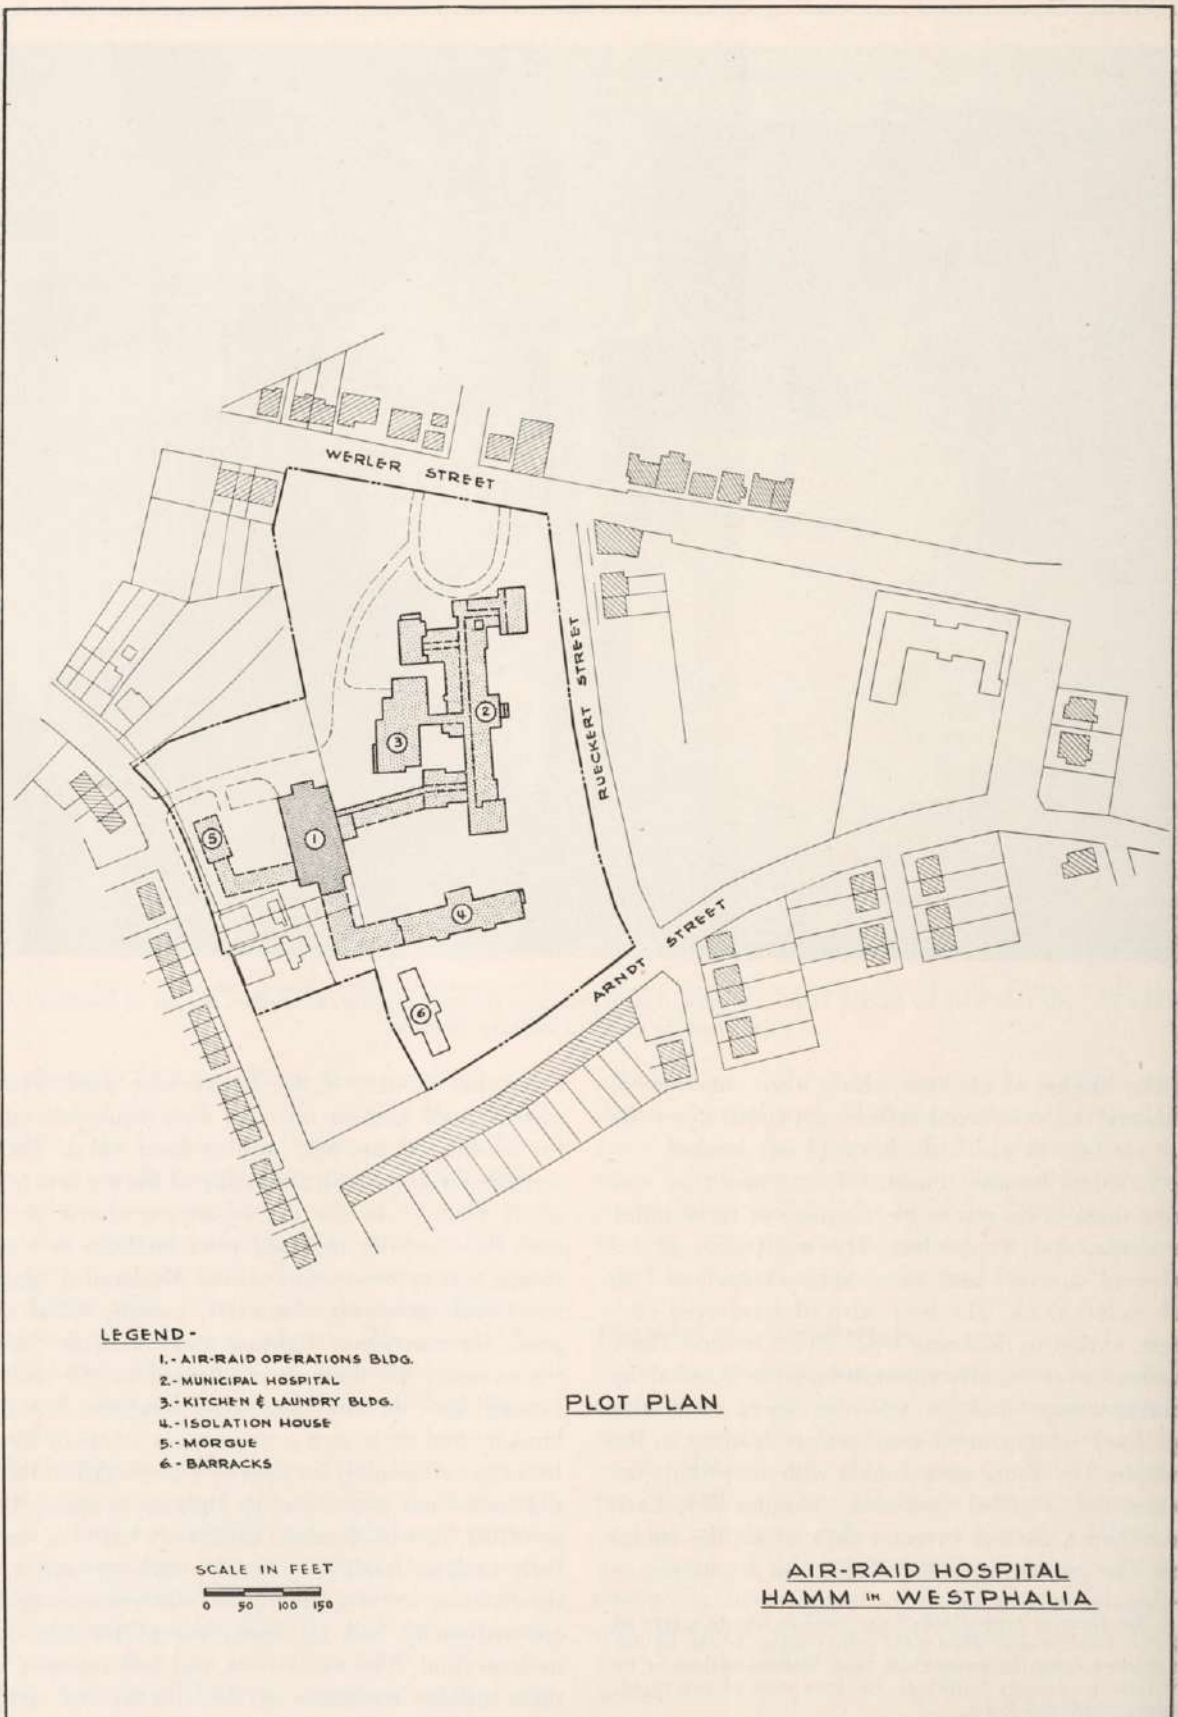 WERLER STREET
RUECKERT STREET
ARNDT STREET
2
3
1
5
4
6
LEGEND-
1.- AIR-RAID OPERATIONS BLDG.
2.- MUNICIPAL HOSPITAL
3.- KITCHEN & LAUNDRY BLDG.
4.- ISOLATION HOUSE
5.- MORGUE
6.- BARRACKS
PLOT PLAN
SCALE IN FEET
0 50 100 150
AIR-RAID HOSPITAL
HAMM IN WESTPHALIA